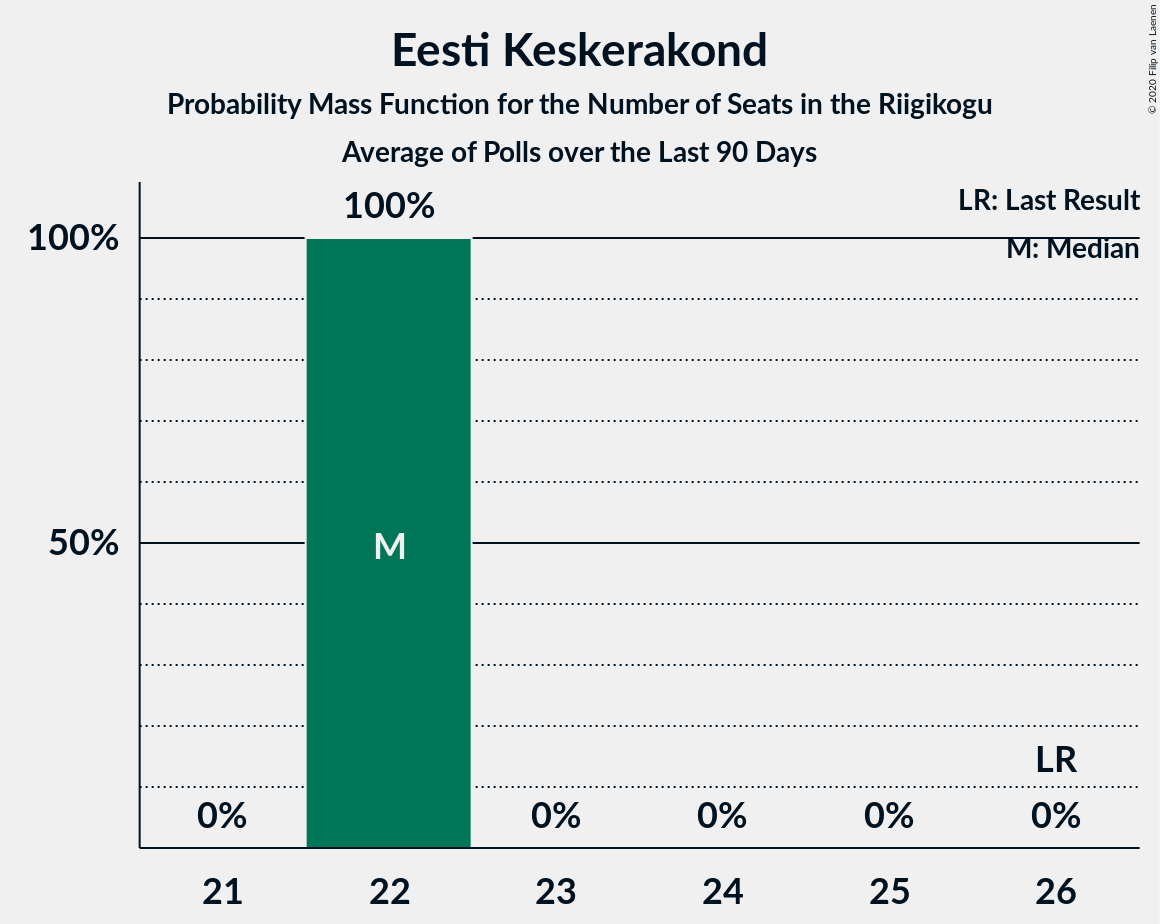 Eesti Keskerakond
Probability Mass Function for the Number of Seats in the Riigikogu
Average of Polls over the Last 90 Days
© 2020 Filip van Laenen
LR: Last Result
M: Median
100%
100%
50%
M
LR
0%
0%
0%
0%
0%
21
22
23
24
25
26